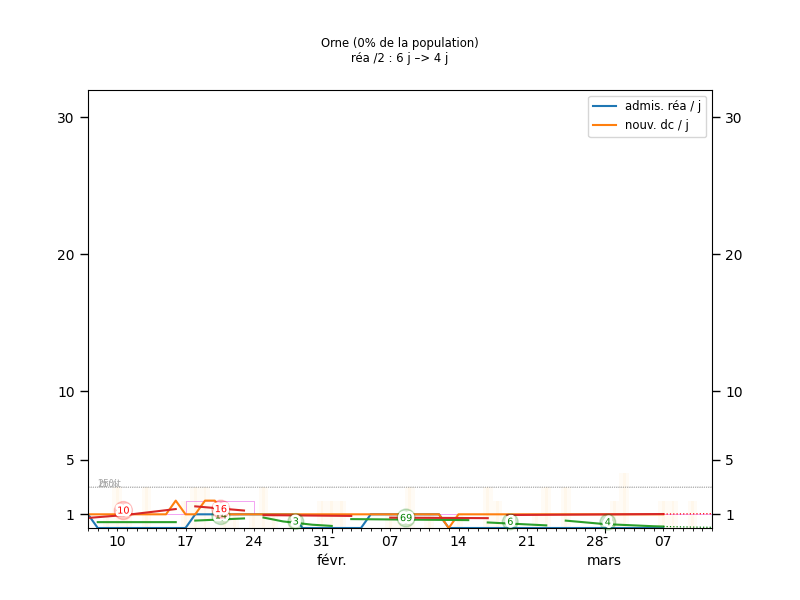 Orne (0% de la population)
réa /2 : 6 j –> 4 j
admis. réa / j
nouv. dc / j
30 30
20 20
10 10
5 5
1 1
10 16 3 69 6 4
10 17 24 31 07 14 21 28 07
févr. mars